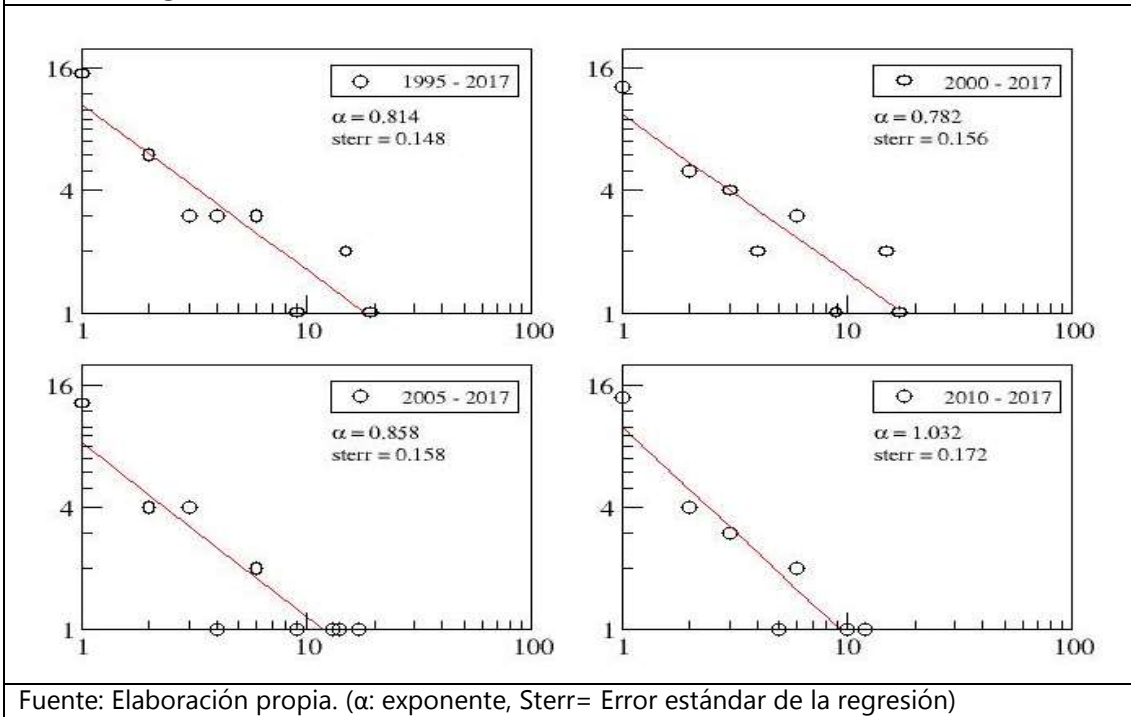 1995 - 2017
α = 0.814
sterr = 0.148
16
4
1
1
10
100
2000 - 2017
α = 0.782
sterr = 0.156
16
4
1
1
10
100
2005 - 2017
α = 0.858
sterr = 0.158
16
4
1
1
10
100
2010 - 2017
α = 1.032
sterr = 0.172
16
4
1
1
10
100
Fuente: Elaboración propia. (α: exponente, Sterr= Error estándar de la regresión)